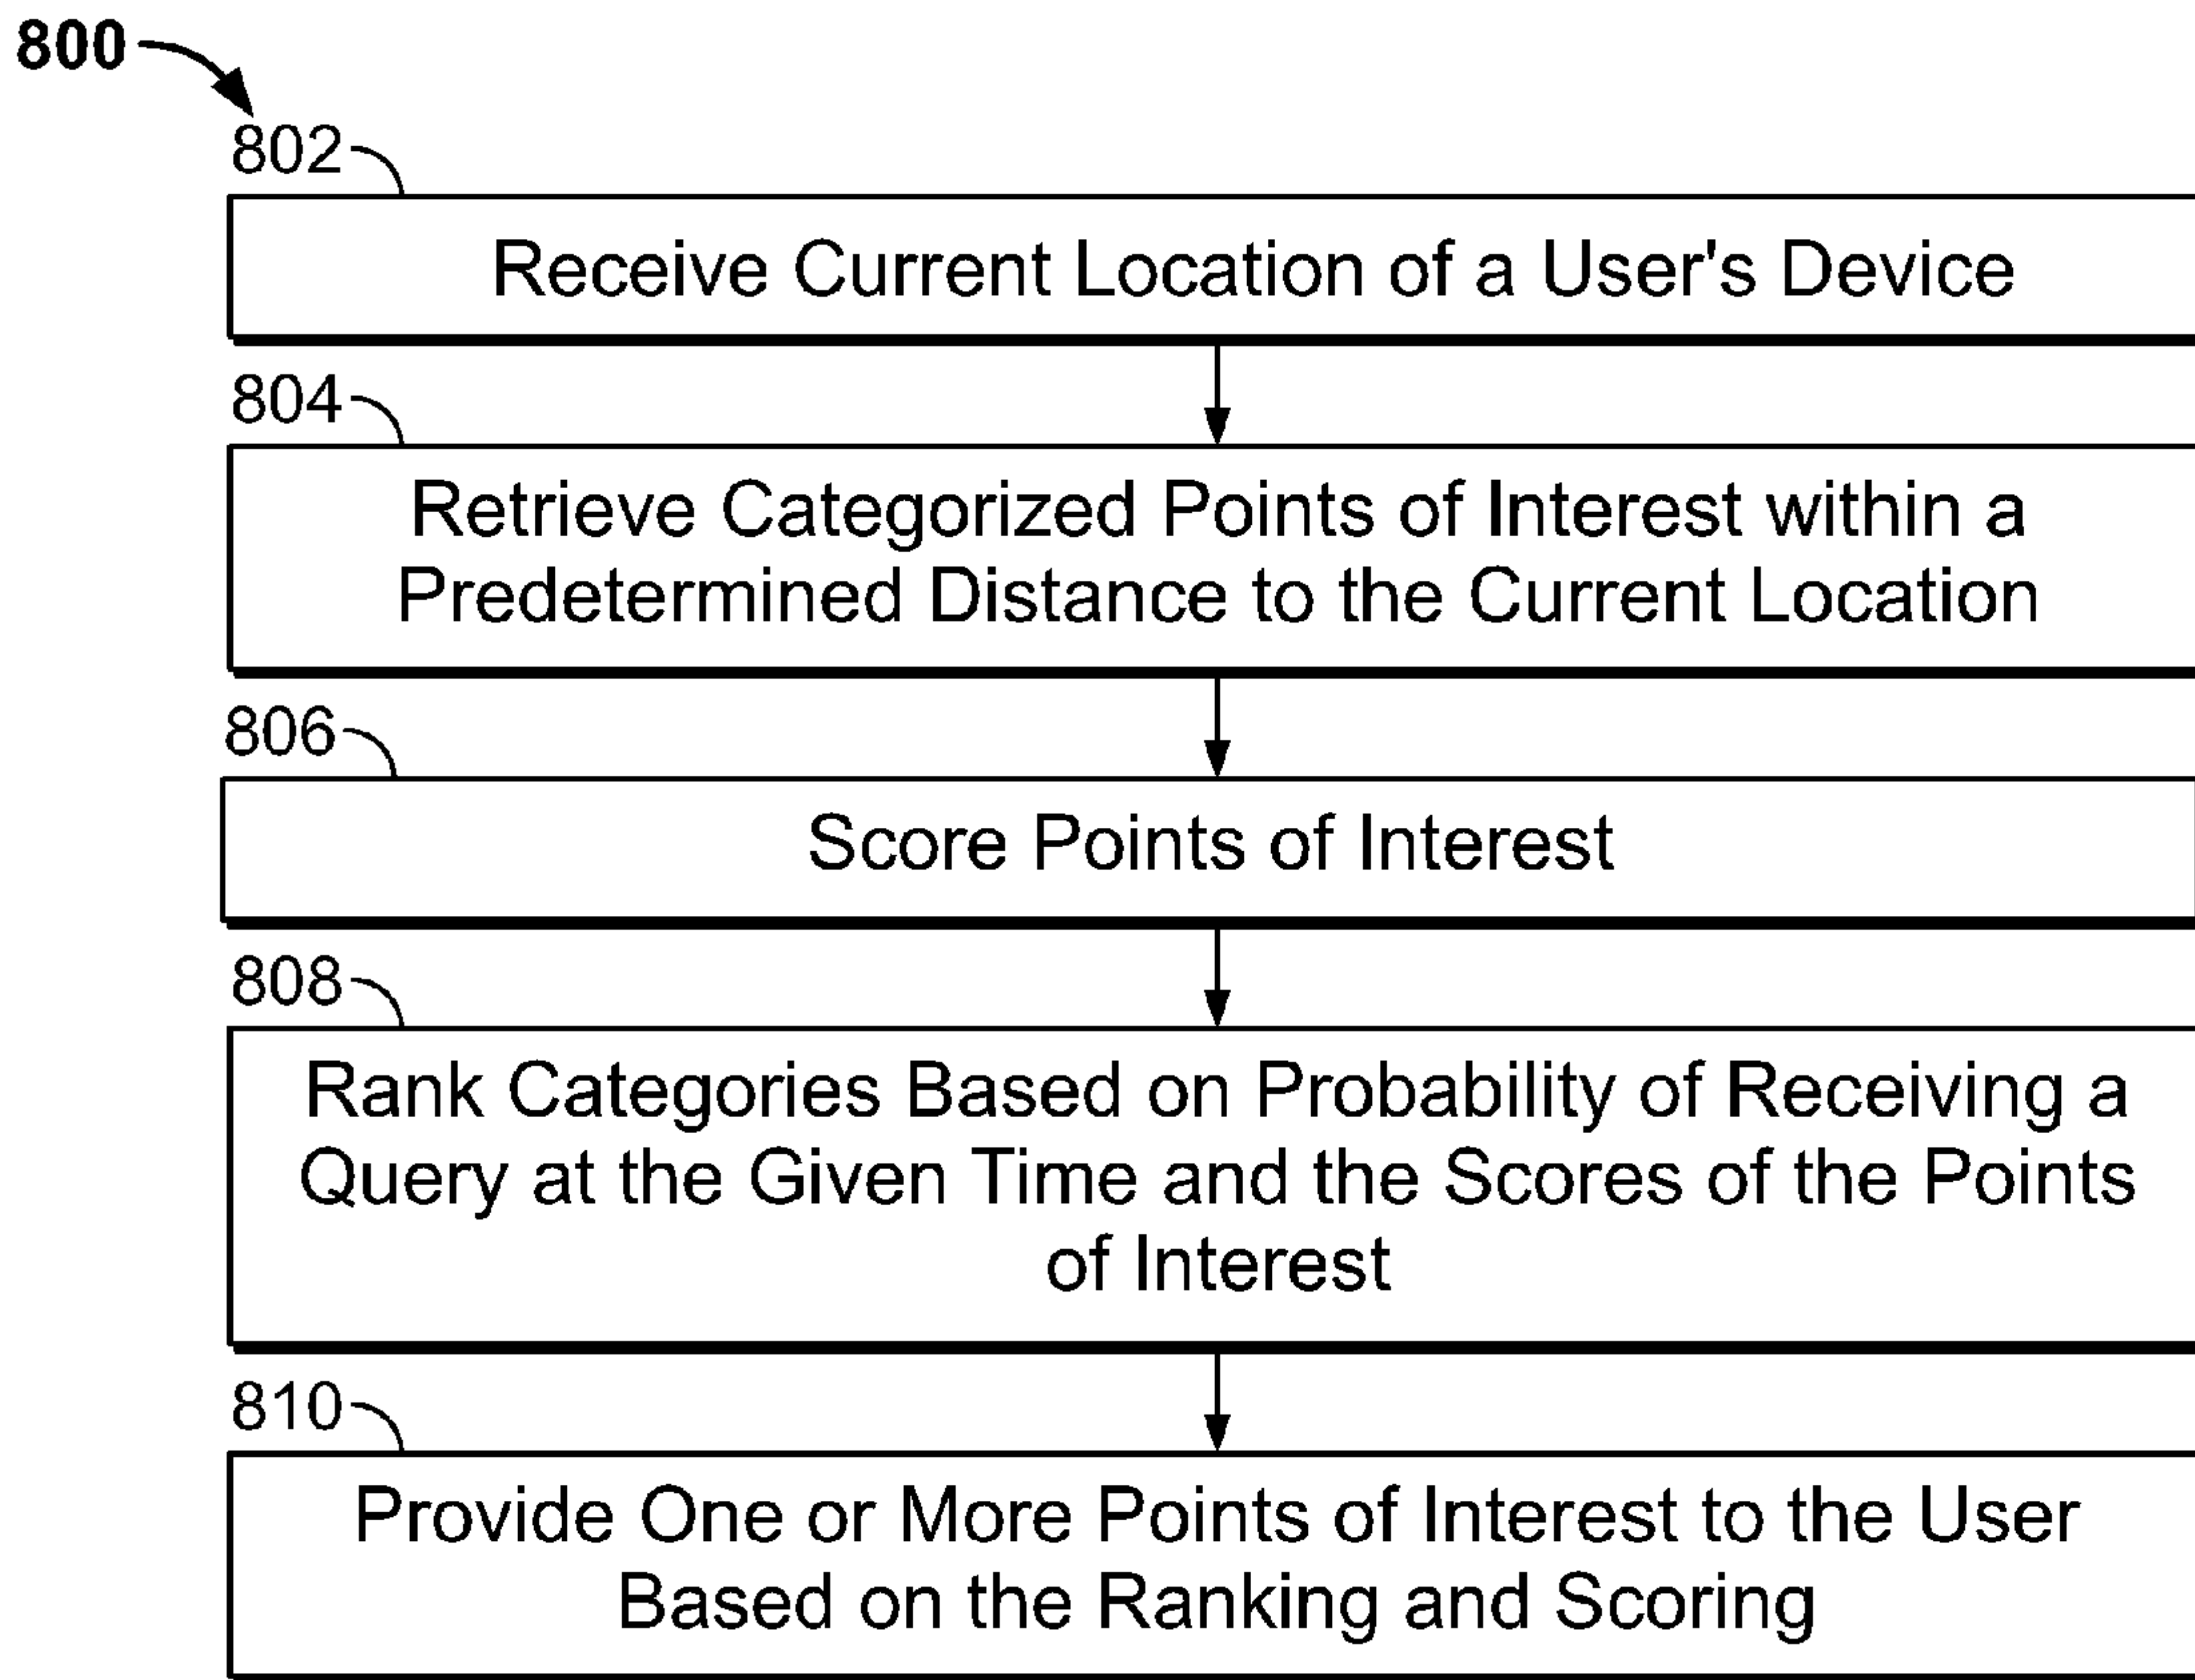 800
802
Receive Current Location of a User's Device
804
Retrieve Categorized Points of Interest within a
Predetermined Distance to the Current Location
806
Score Points of Interest
808
Rank Categories Based on Probability of Receiving a
Query at the Given Time and the Scores of the Points
of Interest
810
Provide One or More Points of Interest to the User
Based on the Ranking and Scoring